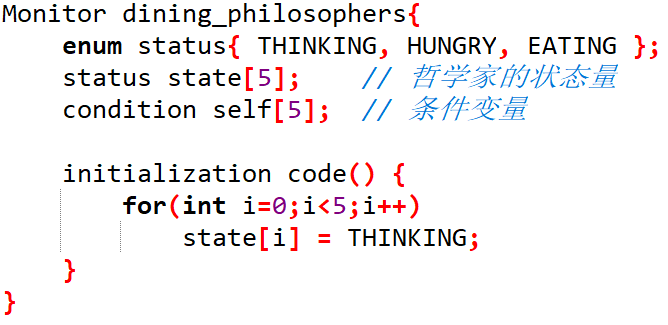 Monitor dining_philosophers{
    enum status{ THINKING, HUNGRY, EATING };
    status state[5];    // 哲学家的状态量
    condition self[5];  // 条件变量

    initialization code() {
        for(int i=0;i<5;i++)
            state[i] = THINKING;
    }
}